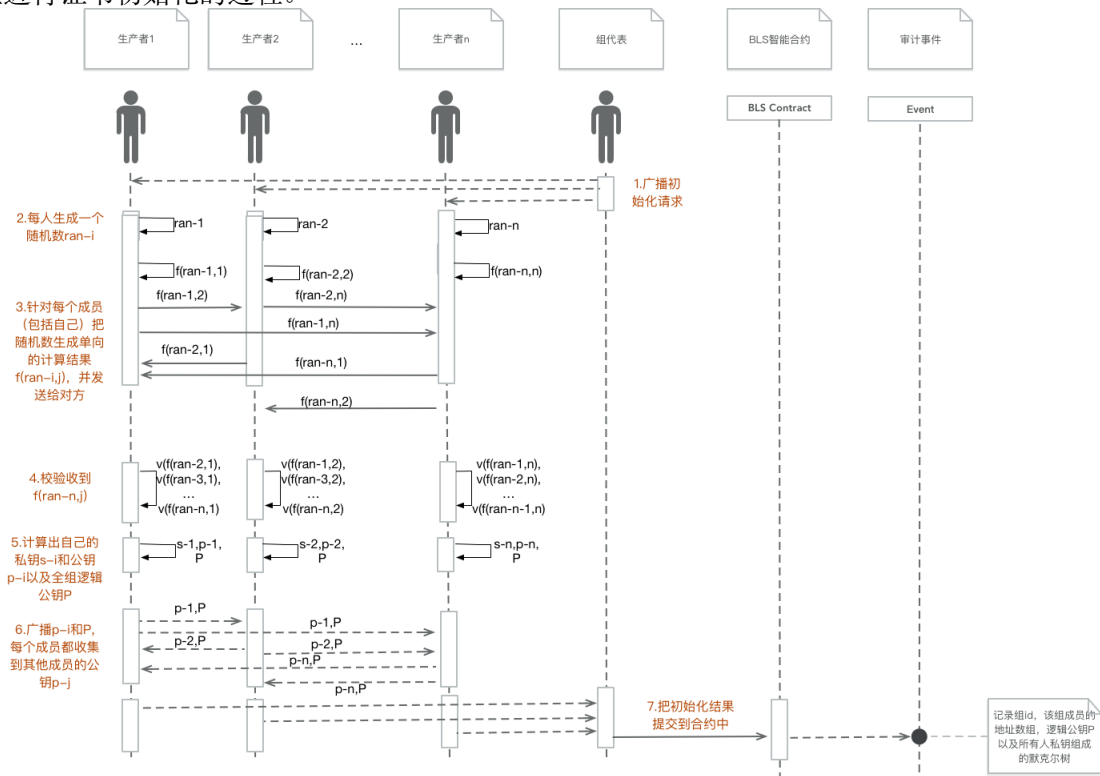 进行证书初始化的过程。
生产者1
生产者2
...
生产者n
组代表
BLS智能合约
审计事件
BLS Contract
Event
1.广播初
始化请求
2.每人生成一个
随机数ran-i
ran-1
ran-2
ran-n
f(ran-1,1)
f(ran-2,2)
f(ran-n,n)
3.针对每个成员
（包括自己）把
随机数生成单向
的计算结果
f(ran-i,j)，并发
送给对方
f(ran-1,2)
f(ran-2,n)
f(ran-1,n)
f(ran-2,1)
f(ran-n,1)
f(ran-n,2)
4.校验收到
f(ran-n,j)
v(f(ran-2,1),
v(f(ran-3,1),
...
v(f(ran-n,1)
v(f(ran-1,2),
v(f(ran-3,2),
...
v(f(ran-n,2)
v(f(ran-1,n),
v(f(ran-2,n),
...
v(f(ran-n-1,n)
5.计算出自己的
私钥s-i和公钥
p-i以及全组逻辑
公钥P
s-1,p-1,
P
s-2,p-2,
P
s-n,p-n,
P
6.广播p-i和P,
每个成员都收集
到其他成员的公
钥p-j
p-1,P
p-1,P
p-2,P
p-2,P
p-n,P
p-n,P
7.把初始化结果
提交到合约中
记录组id，该组成员的
地址数组，逻辑公钥P
以及所有人私钥组成
的默克尔树